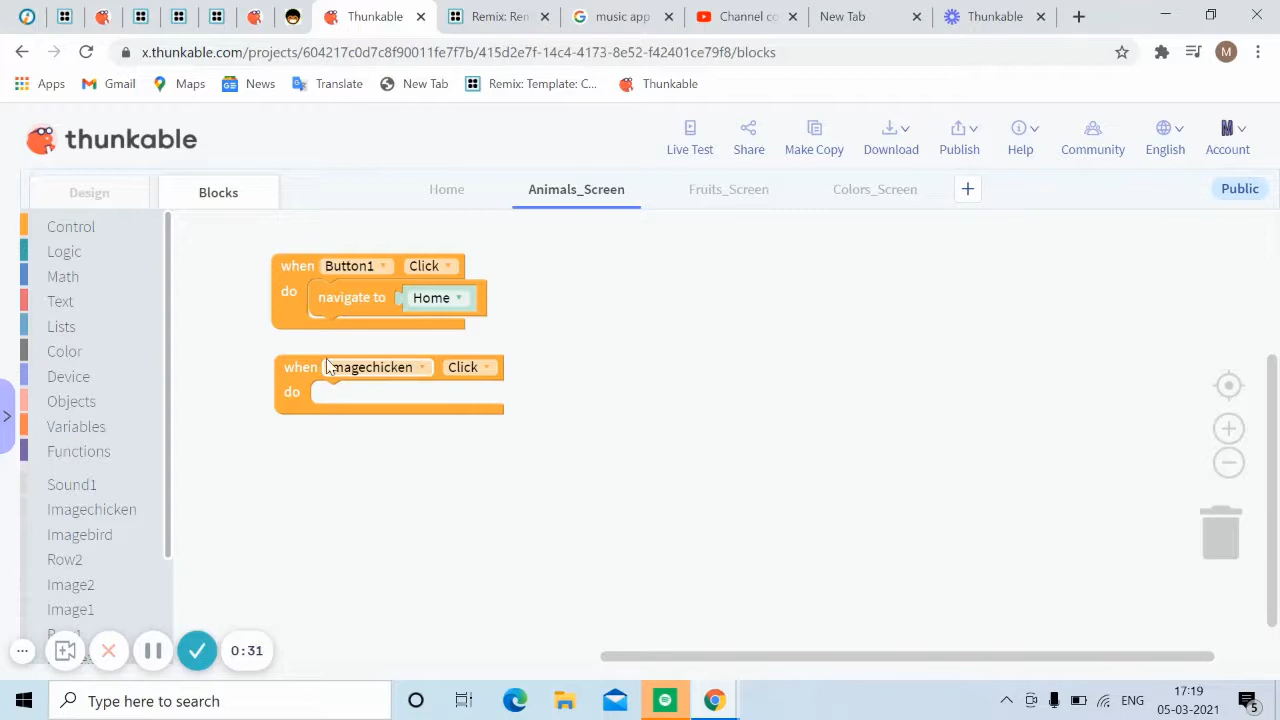 Thunkable
Remix: Ren
music app
Channel co
New Tab
Thunkable
x.thunkable.com/projects/604217c0d7c8f90011fe7f7b/415d2e7f-14c4-4173-8e52-f42401ce79f8/blocks
M
Apps
Gmail
Maps
News
Translate
New Tab
Remix: Template: C...
Thunkable
thunkable
Live Test
Share
Make Copy
Download
Publish
Help
Community
English
Account
Design
Blocks
Home
Animals_Screen
Fruits_Screen
Colors_Screen
Public
Control
Logic
Math
Text
Lists
Color
Device
Objects
Variables
Functions
Sound1
Imagechicken
Imagebird
Row2
Image2
Image1
when Button1 Click
do navigate to Home
when Imagechicken Click
do
0:31
Type here to search
ENG
17:19
05-03-2021
5